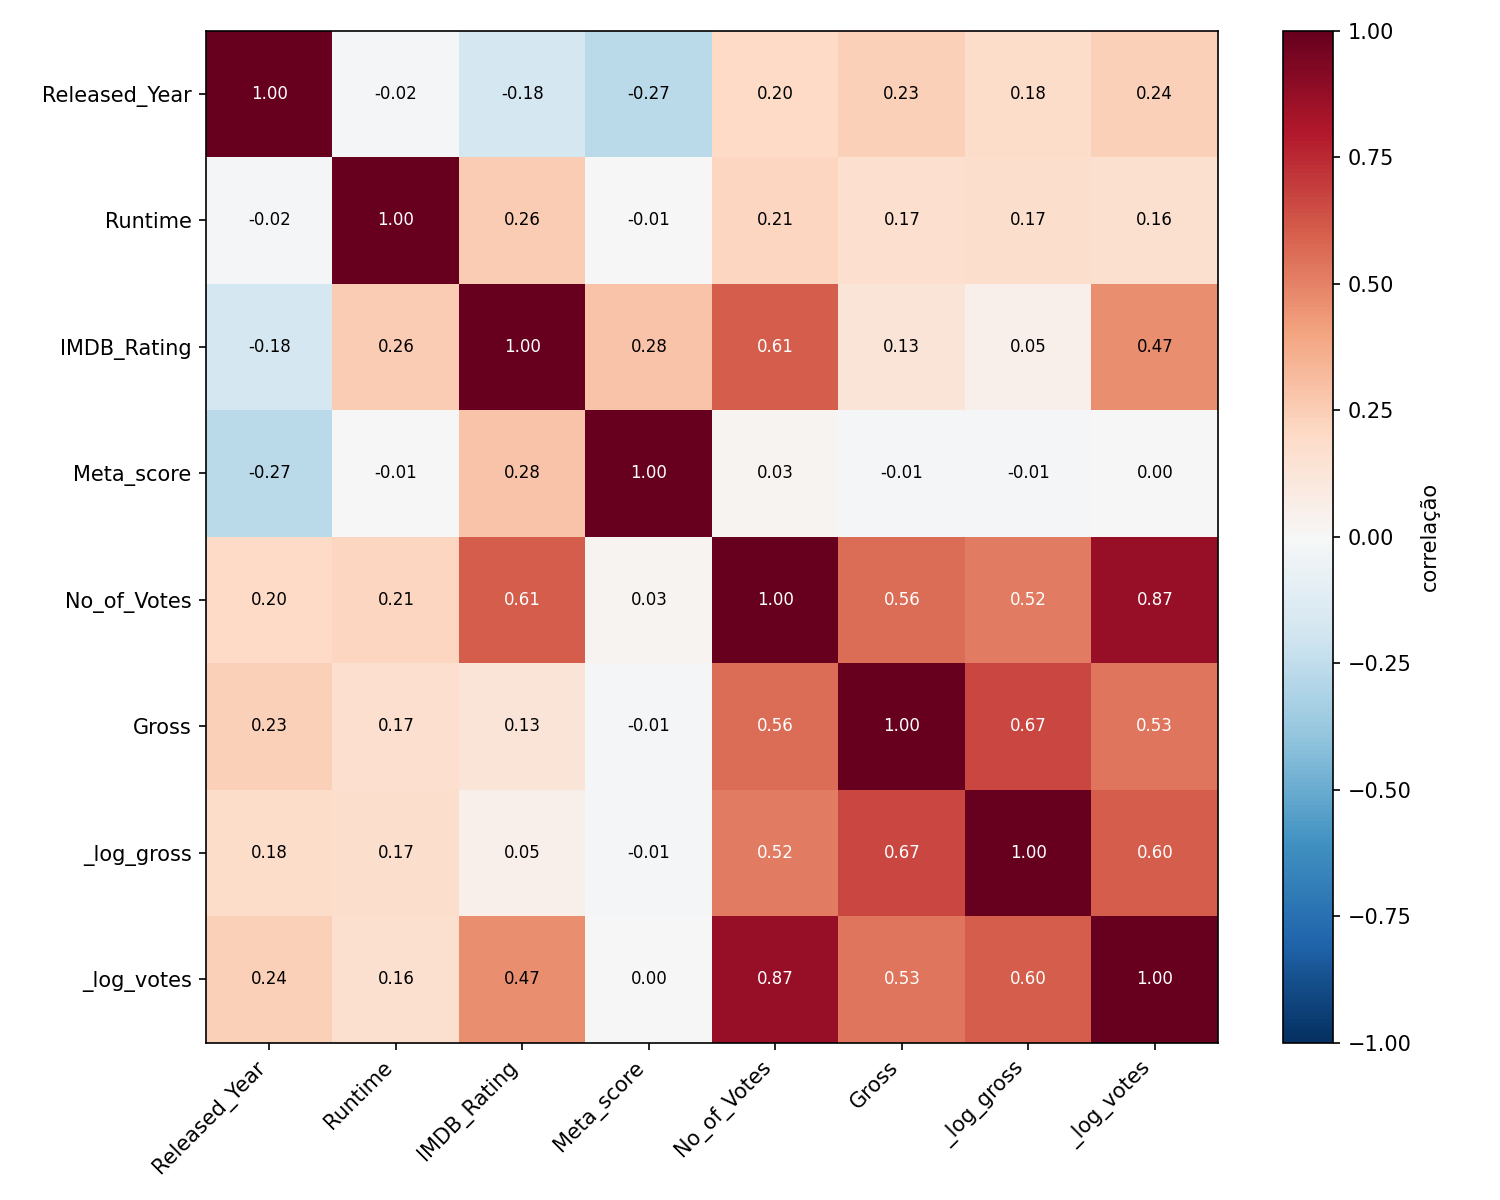 Released_Year 1.00 -0.02 -0.18 -0.27 0.20 0.23 0.18 0.24
Runtime -0.02 1.00 0.26 -0.01 0.21 0.17 0.17 0.16
IMDB_Rating -0.18 0.26 1.00 0.28 0.61 0.13 0.05 0.47
Meta_score -0.27 -0.01 0.28 1.00 0.03 -0.01 -0.01 0.00
No_of_Votes 0.20 0.21 0.61 0.03 1.00 0.56 0.52 0.87
Gross 0.23 0.17 0.13 -0.01 0.56 1.00 0.67 0.53
_log_gross 0.18 0.17 0.05 -0.01 0.52 0.67 1.00 0.60
_log_votes 0.24 0.16 0.47 0.00 0.87 0.53 0.60 1.00
Released_Year
Runtime
IMDB_Rating
Meta_score
No_of_Votes
Gross
_log_gross
_log_votes
1.00
0.75
0.50
0.25
0.00
−0.25
−0.50
−0.75
−1.00
correlação